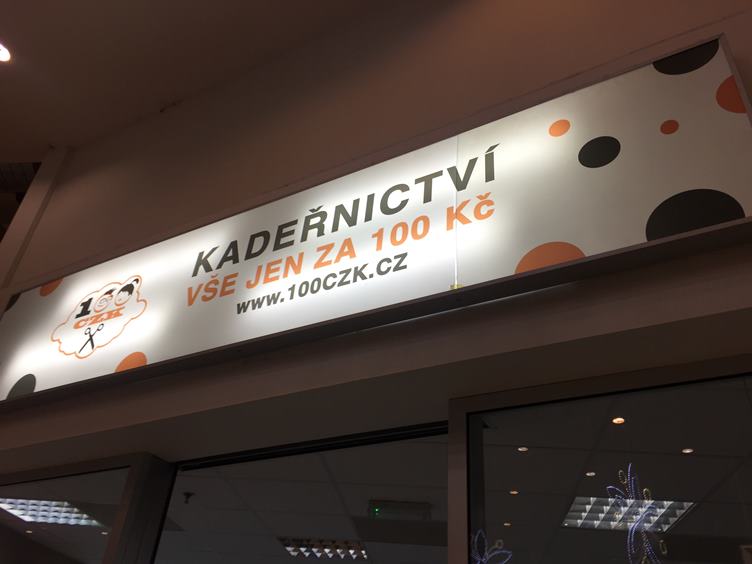 KADEŘNICTVÍ
VŠE JEN ZA 100 Kč
www.100CZK.CZ
100
CZK